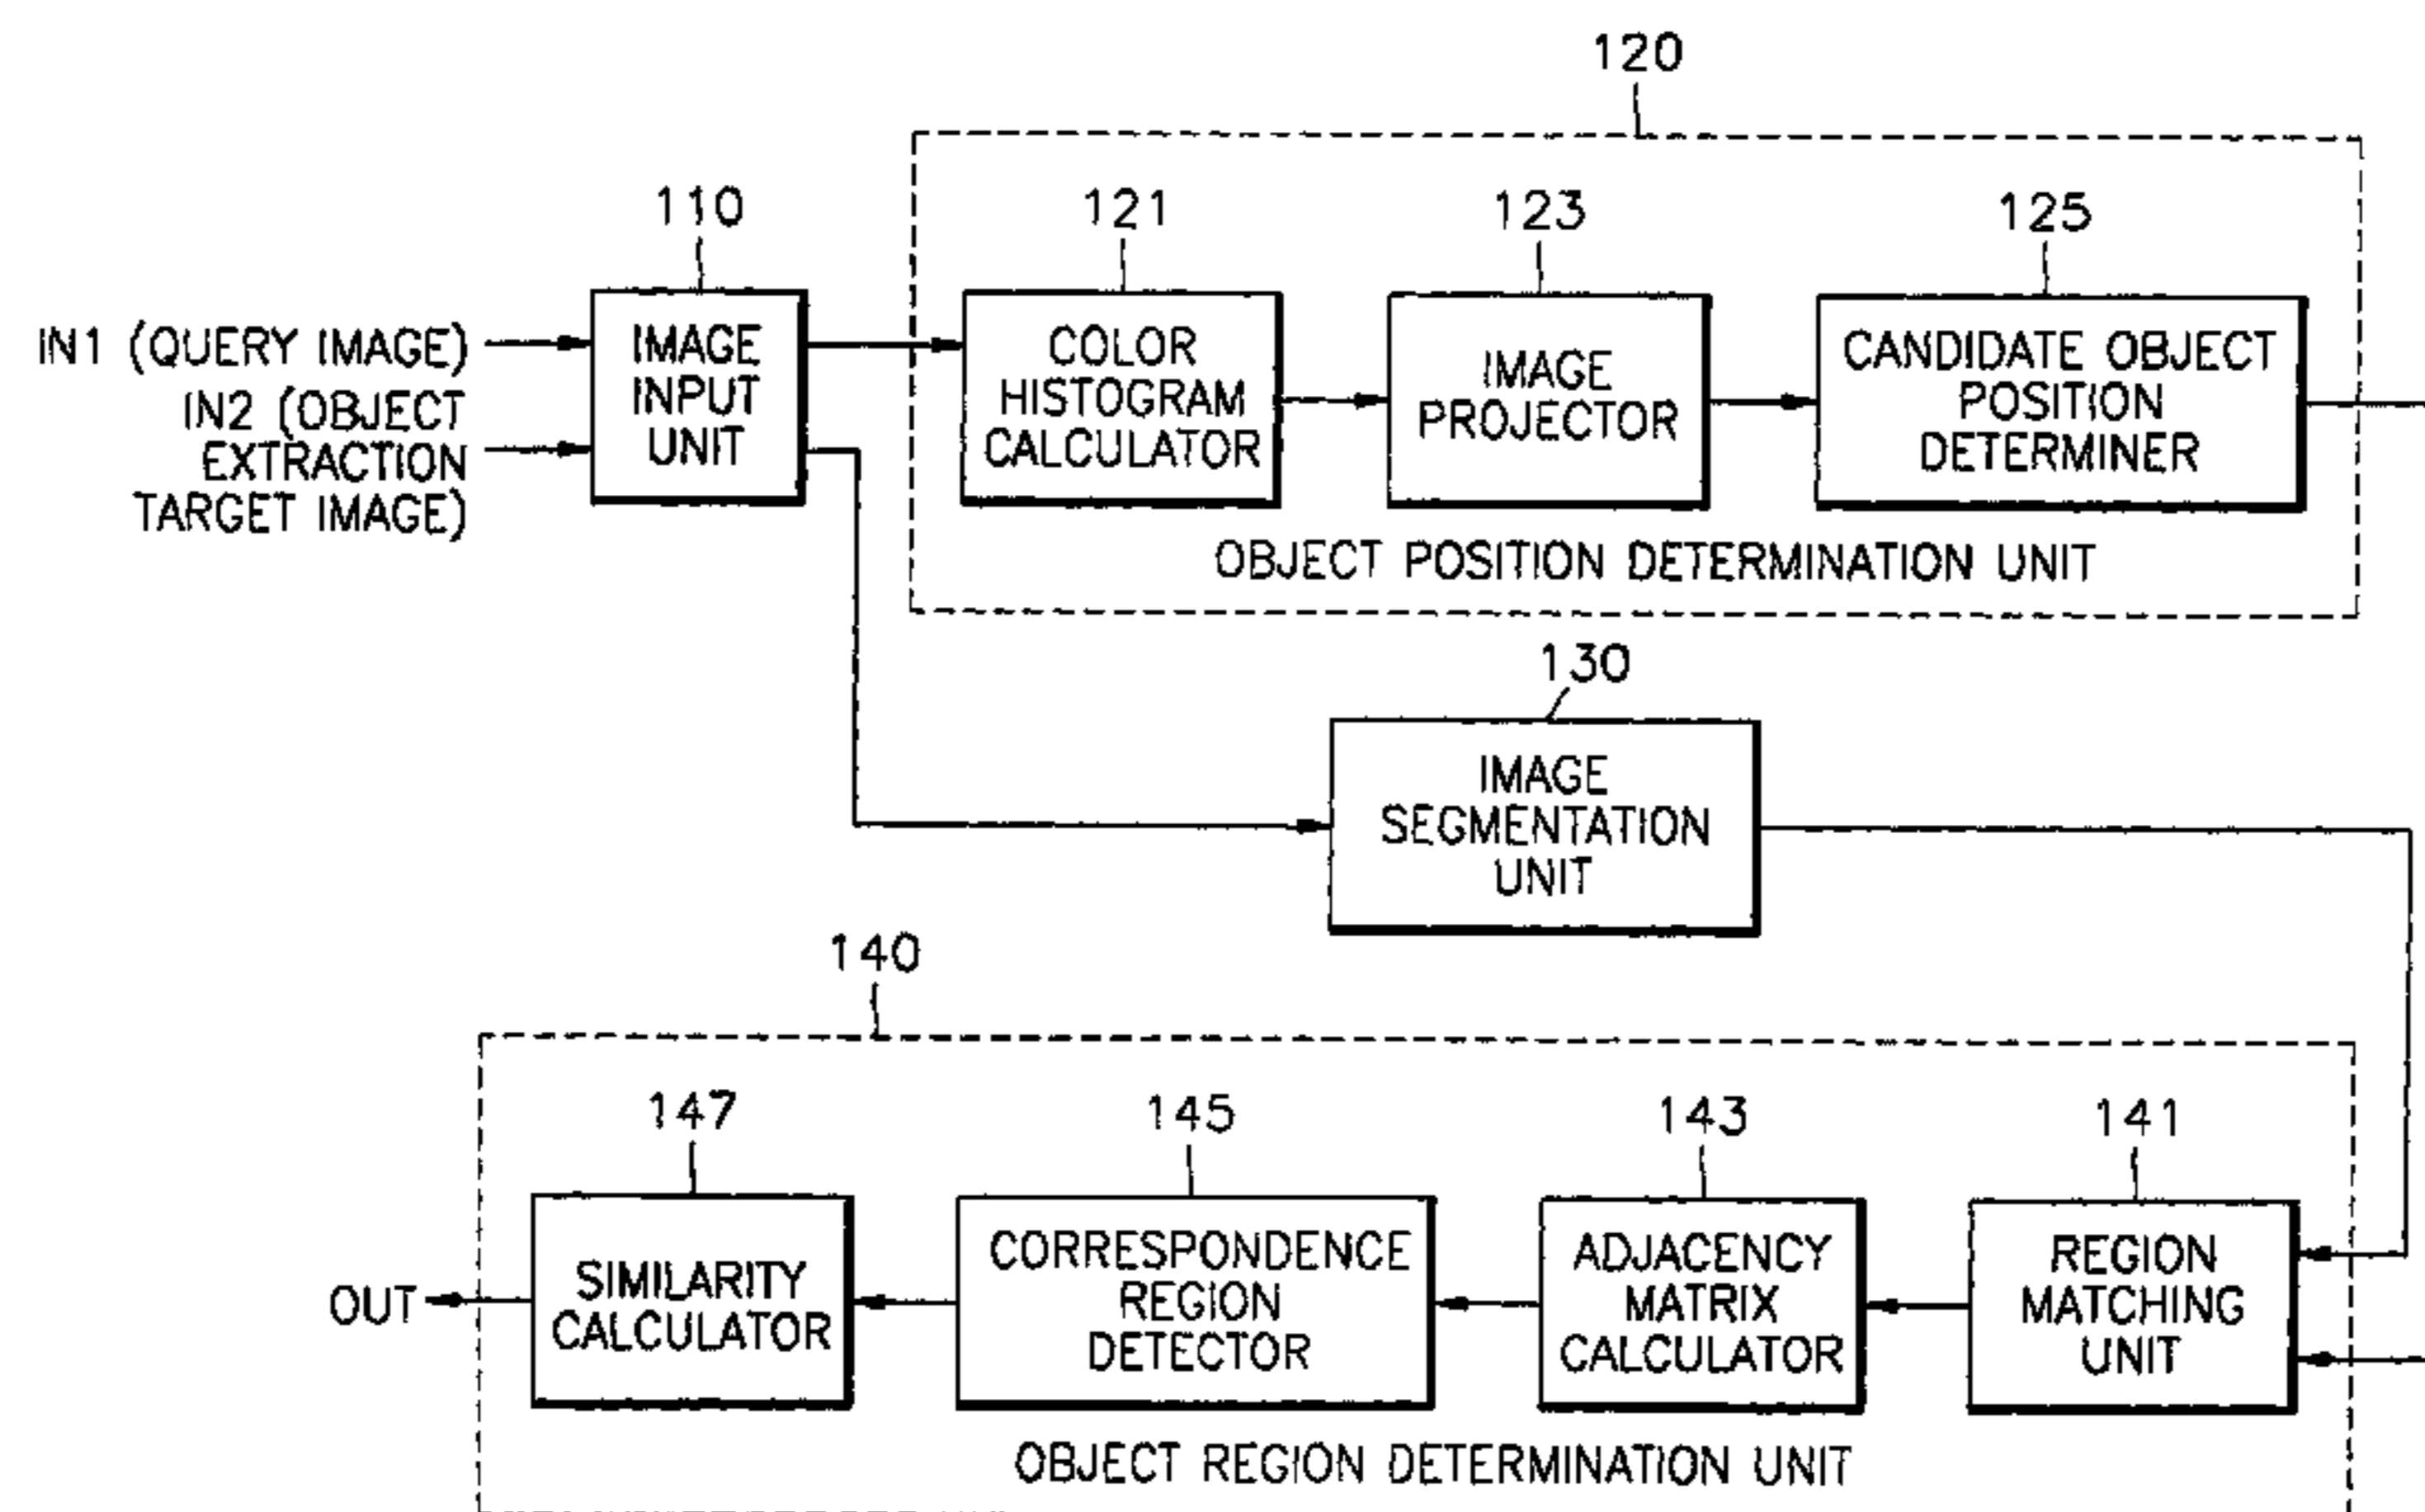 120
110
121
123
125
IN1 (QUERY IMAGE)
IN2 (OBJECT
EXTRACTION
TARGET IMAGE)
IMAGE
INPUT
UNIT
COLOR
HISTOGRAM
CALCULATOR
IMAGE
PROJECTOR
CANDIDATE OBJECT
POSITION
DETERMINER
OBJECT POSITION DETERMINATION UNIT
130
IMAGE
SEGMENTATION
UNIT
140
147
145
143
141
OUT
SIMILARITY
CALCULATOR
CORRESPONDENCE
REGION
DETECTOR
ADJACENCY
MATRIX
CALCULATOR
REGION
MATCHING
UNIT
OBJECT REGION DETERMINATION UNIT